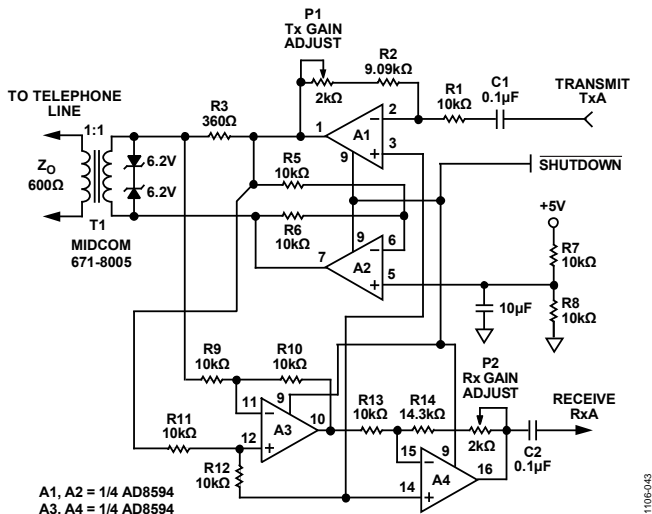 P1
Tx GAIN
ADJUST
2kΩ
R2
9.09kΩ
R1
10kΩ
C1
0.1µF
TRANSMIT
TxA
TO TELEPHONE
LINE
1:1
R3
360Ω
1
A1
2
3
9
6.2V
6.2V
ZO
600Ω
T1
MIDCOM
671-8005
R5
10kΩ
R6
10kΩ
SHUTDOWN
+5V
R7
10kΩ
R8
10kΩ
10µF
9
7
A2
6
5
R9
10kΩ
R10
10kΩ
R11
10kΩ
R12
10kΩ
11
9
10
A3
12
R13
10kΩ
R14
14.3kΩ
P2
Rx GAIN
ADJUST
2kΩ
RECEIVE
RxA
C2
0.1µF
15
9
16
A4
14
A1, A2 = 1/4 AD8594
A3, A4 = 1/4 AD8594
1106-043